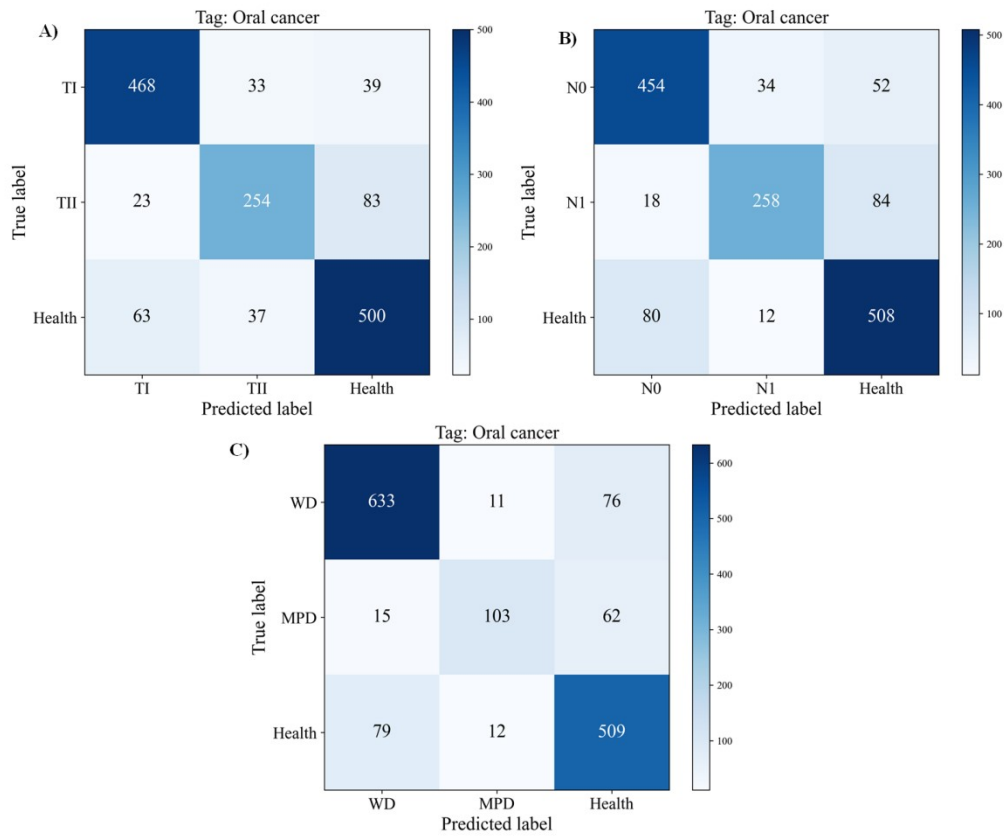 A)
Tag: Oral cancer
TI
468
33
39
TII
23
254
83
Health
63
37
500
TI
TII
Health
True label
Predicted label
500
400
300
200
100
B)
Tag: Oral cancer
N0
454
34
52
N1
18
258
84
Health
80
12
508
N0
N1
Health
True label
Predicted label
500
400
300
200
100
C)
Tag: Oral cancer
WD
633
11
76
MPD
15
103
62
Health
79
12
509
WD
MPD
Health
True label
Predicted label
600
500
400
300
200
100